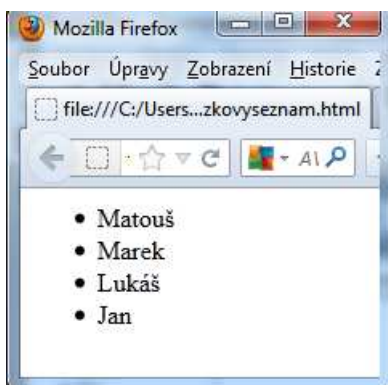 Mozilla Firefox
Soubor Úpravy Zobrazení Historie
file:///C:/Users...zkovyseznam.html
• Matouš
• Marek
• Lukáš
• Jan